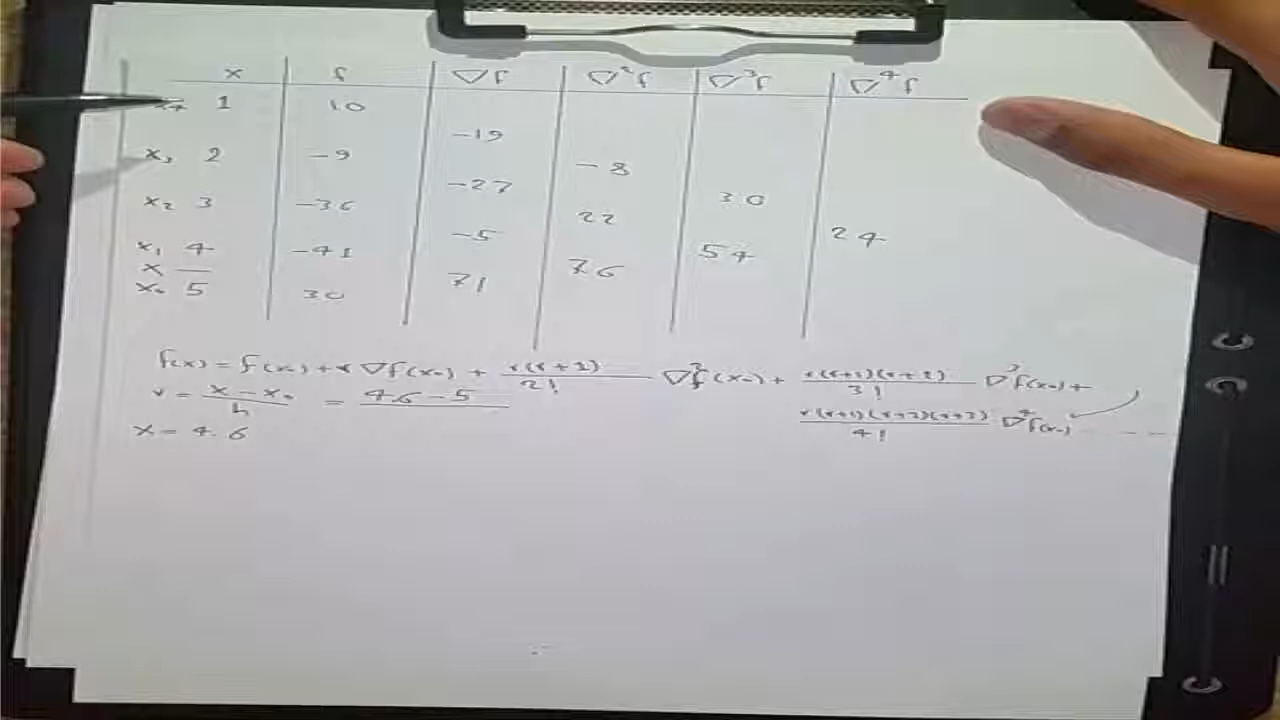 x f ∇f ∇²f ∇³f ∇⁴f
x₄ 1 10
-19
x₃ 2 -9 -8
-27 30
x₂ 3 -36 22 24
-5 54
x₁ 4 -41 76
x — 71
x₀ 5 30
f(x) = f(x₀) + r∇f(x₀) + r(r+1)/2! ∇²f(x₀) + r(r+1)(r+2)/3! ∇³f(x₀) +
r(r+1)(r+2)(r+3)/4! ∇⁴f(x₀) -----
r = x - x₀/h = 4.6 - 5
x = 4.6